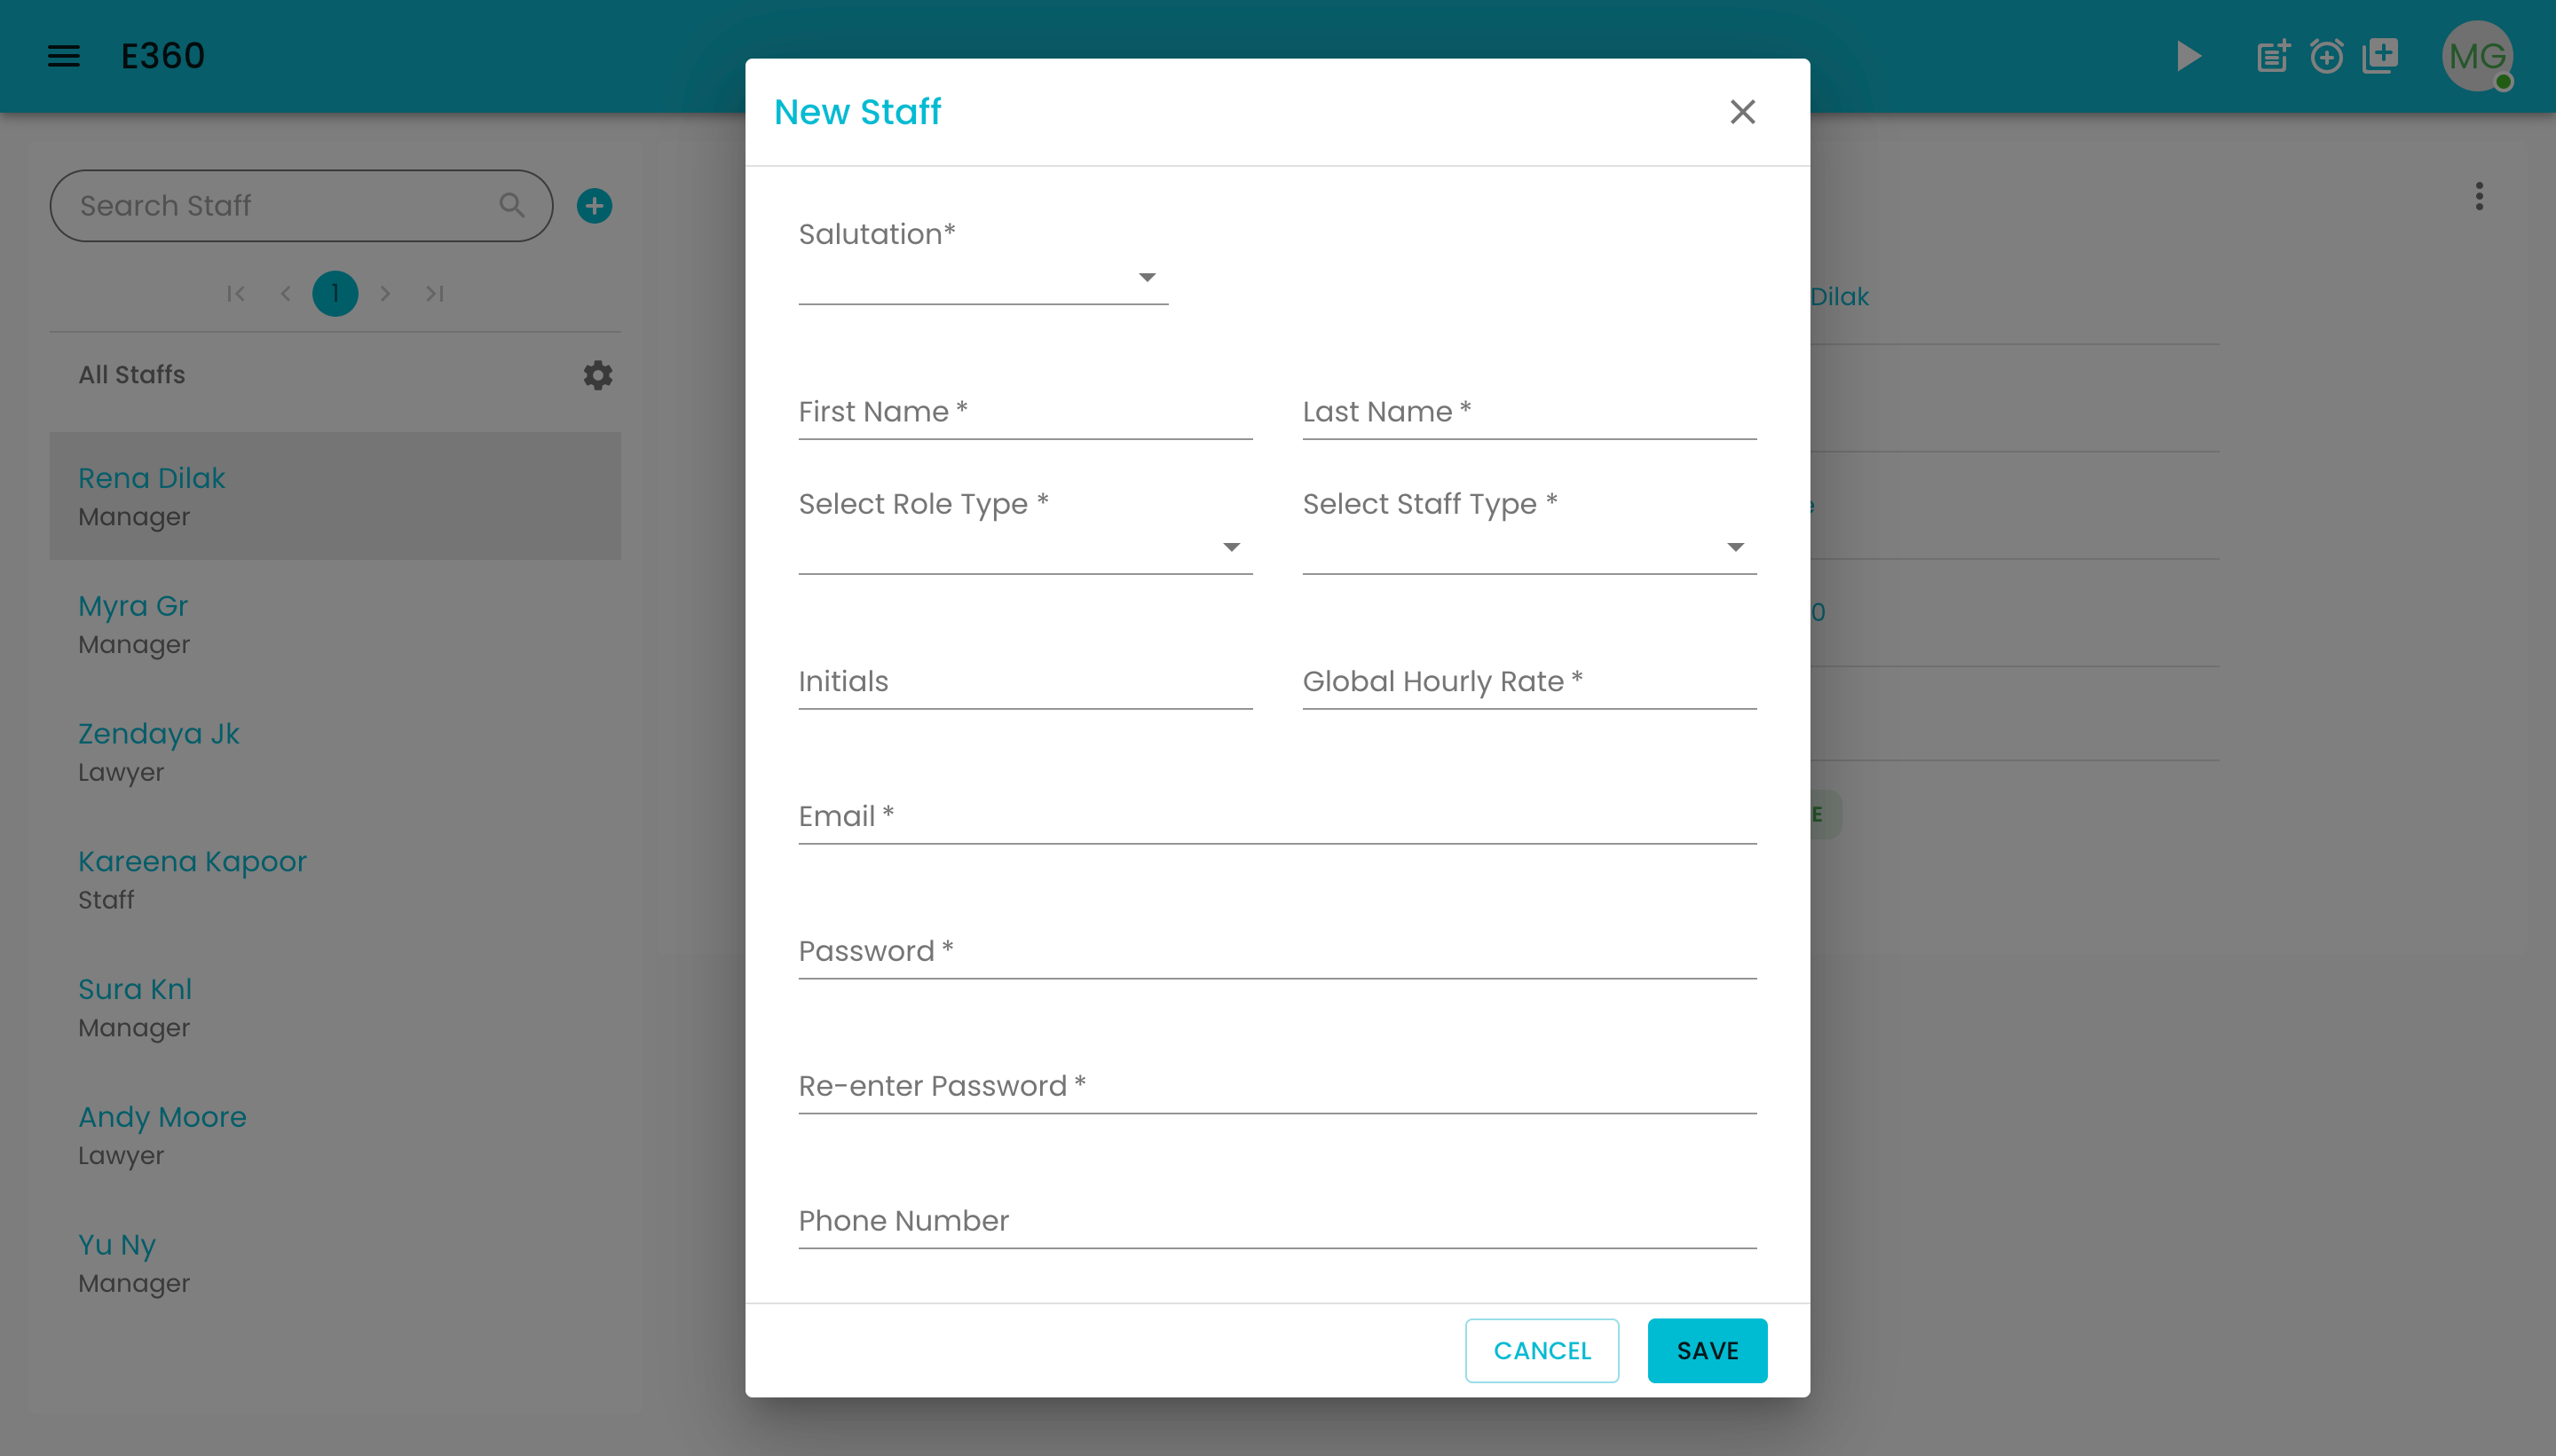 E360
MG
Search Staff
1
All Staffs
Rena Dilak
Manager
Myra Gr
Manager
Zendaya Jk
Lawyer
Kareena Kapoor
Staff
Sura Knl
Manager
Andy Moore
Lawyer
Yu Ny
Manager
New Staff
Salutation*
First Name *
Last Name *
Select Role Type *
Select Staff Type *
Initials
Global Hourly Rate *
Email *
Password *
Re-enter Password *
Phone Number
CANCEL
SAVE
Dilak
0
E